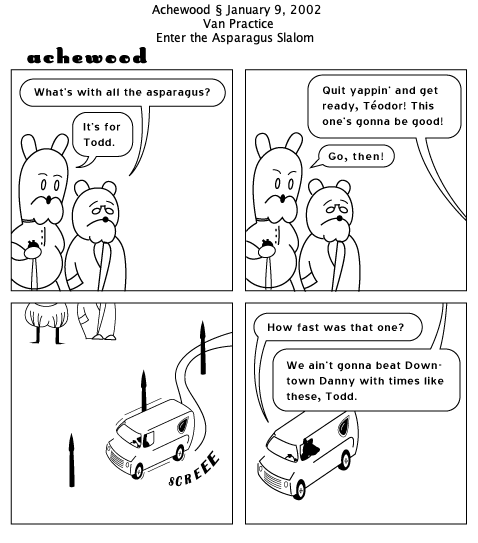 Achewood § January 9, 2002
Van Practice
Enter the Asparagus Slalom
achewood
What's with all the asparagus?
It's for
Todd.
Quit yappin' and get
ready, Téodor! This
one's gonna be good!
Go, then!
SCREEE
How fast was that one?
We ain't gonna beat Down-
town Danny with times like
these, Todd.